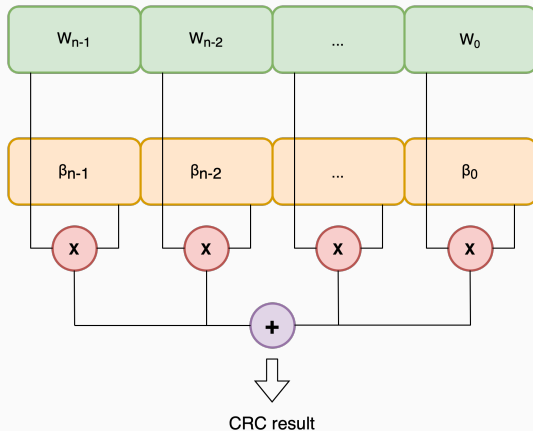 Wn-1 Wn-2 ... W0
βn-1 βn-2 ... β0
x x x x
+
CRC result